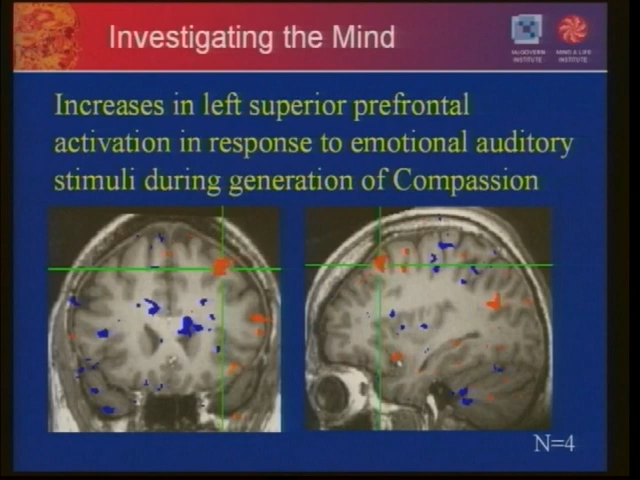 Investigating the Mind
McGOVERN INSTITUTE
MIND & LIFE INSTITUTE
Increases in left superior prefrontal
activation in response to emotional auditory
stimuli during generation of Compassion
N=4